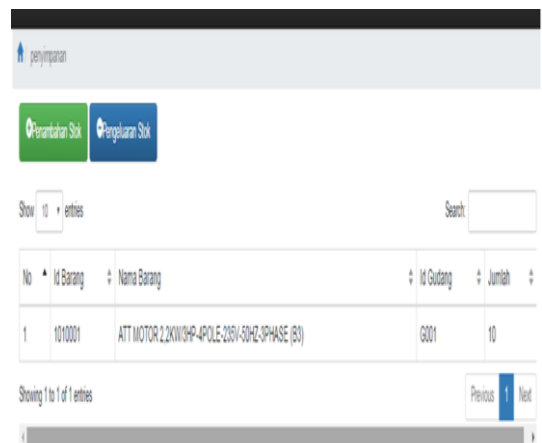 penyimpanan
Penambahan Stok Pengeluaran Stok
Show 10 entries Search:
No Id Barang Nama Barang Id Gudang Jumlah
1 1010001 ATT MOTOR 2,2KW/3HP-4POLE-235V-50HZ-3PHASE (B3) G001 10
Showing 1 to 1 of 1 entries Previous 1 Next